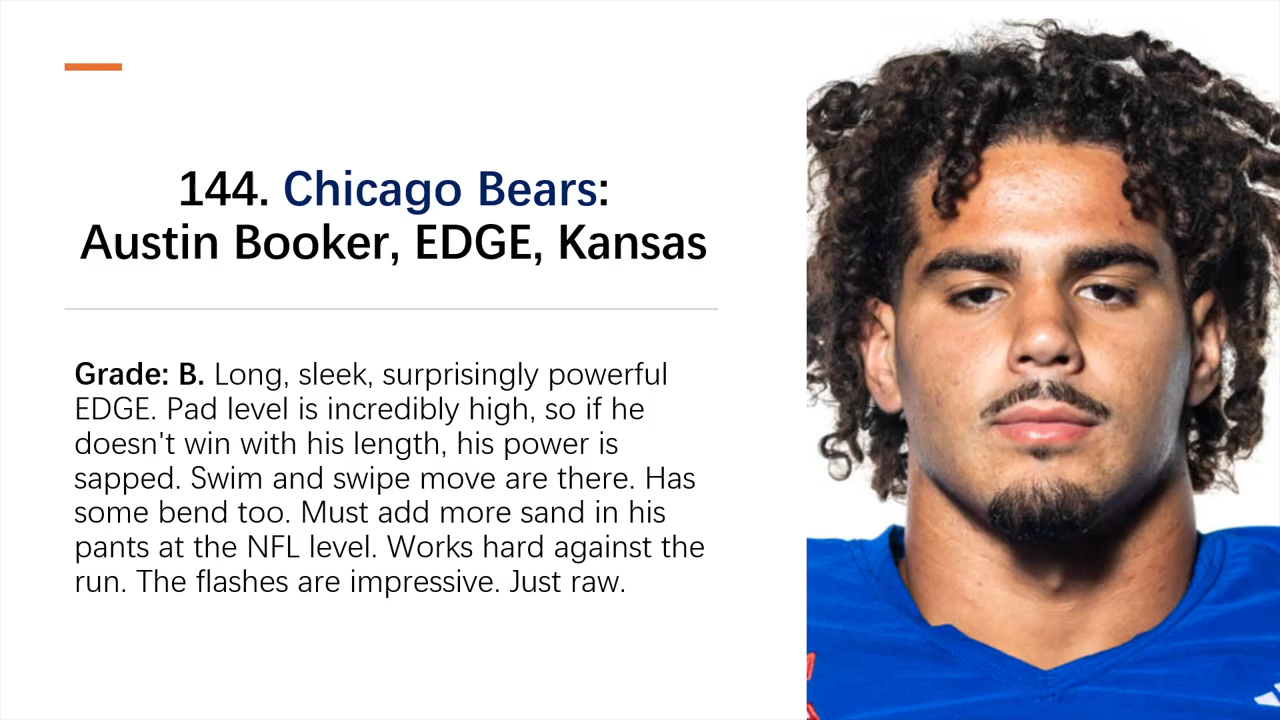 144. Chicago Bears:
Austin Booker, EDGE, Kansas
Grade: B. Long, sleek, surprisingly powerful
EDGE. Pad level is incredibly high, so if he
doesn't win with his length, his power is
sapped. Swim and swipe move are there. Has
some bend too. Must add more sand in his
pants at the NFL level. Works hard against the
run. The flashes are impressive. Just raw.